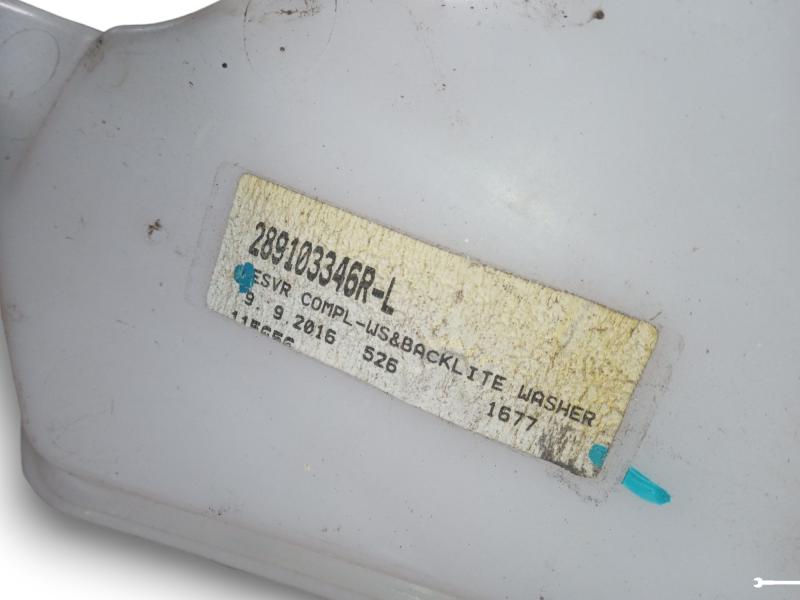 289103346R-L
ESVR COMPL-WS&BACKLITE WASHER
9. 9.2016 526 1677